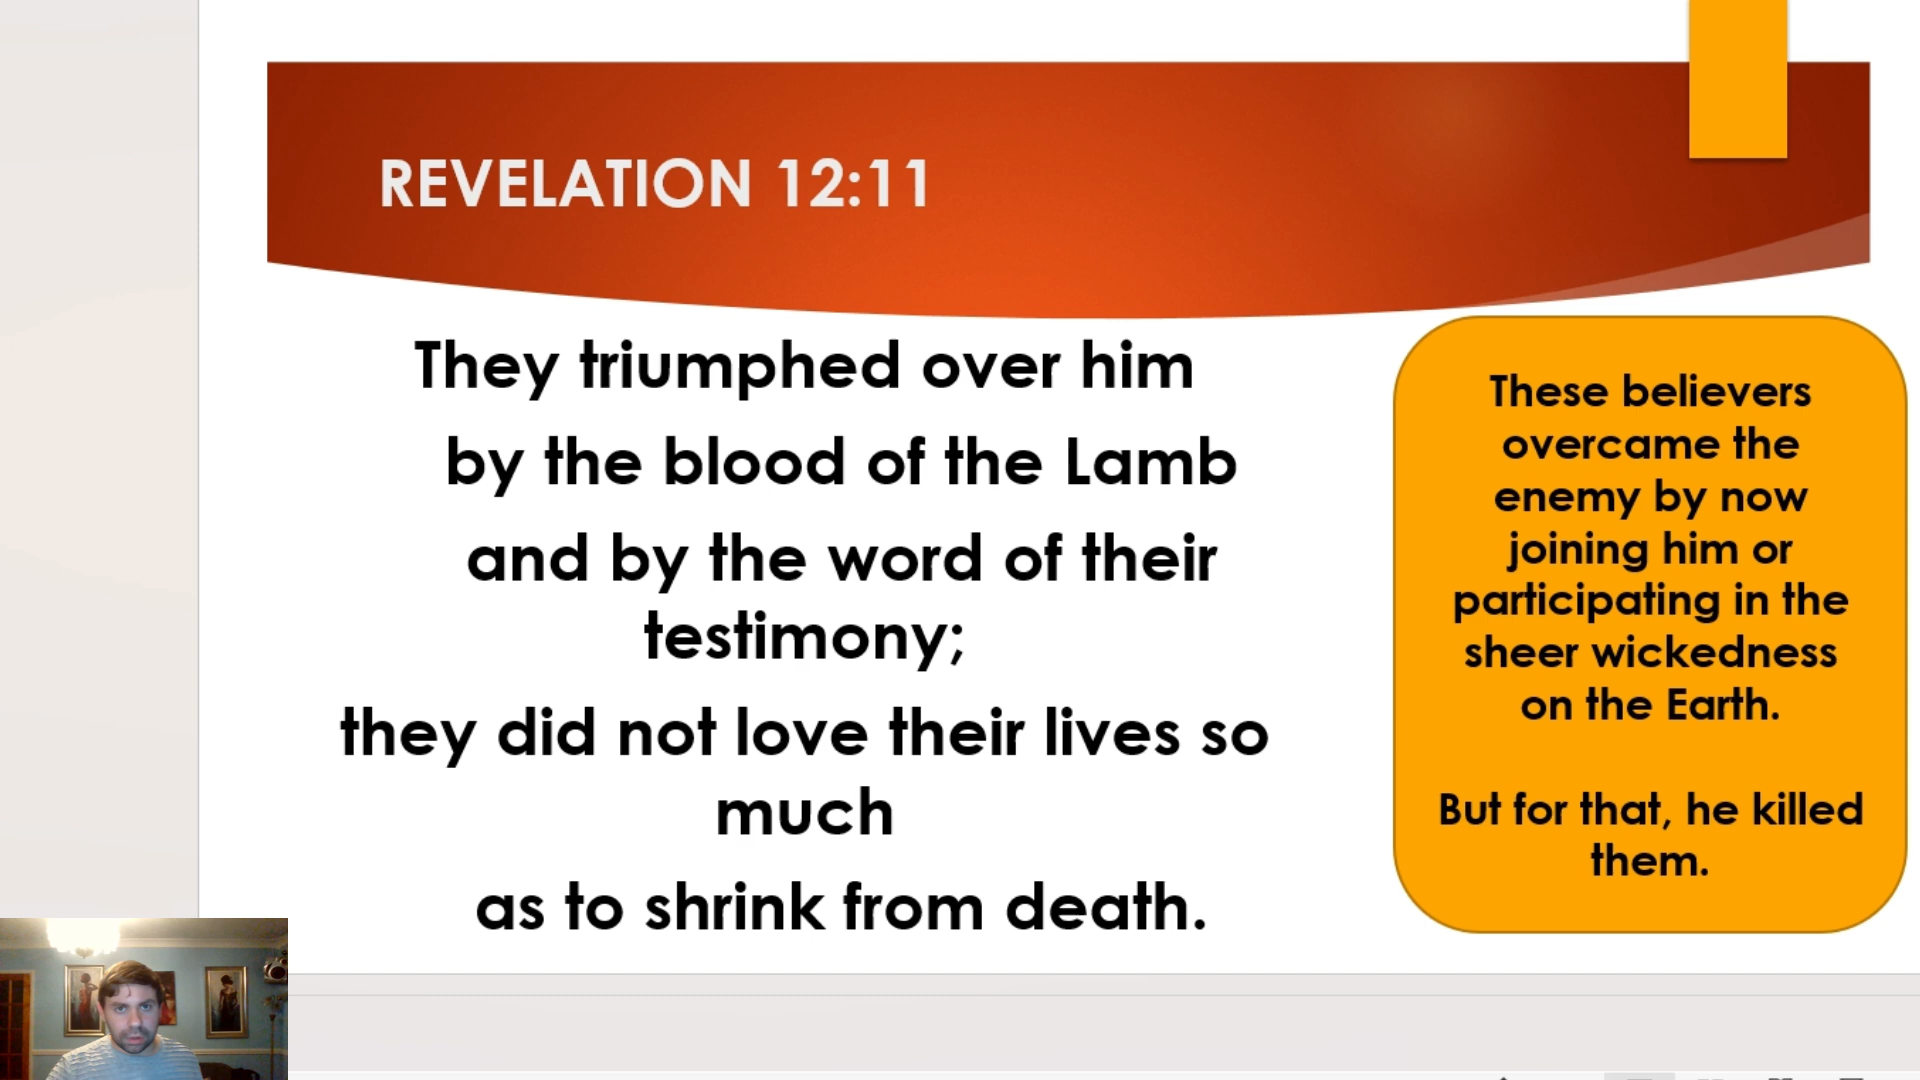 REVELATION 12:11
They triumphed over him
by the blood of the Lamb
and by the word of their
testimony;
they did not love their lives so
much
as to shrink from death.
These believers
overcame the
enemy by now
joining him or
participating in the
sheer wickedness
on the Earth.
But for that, he killed
them.